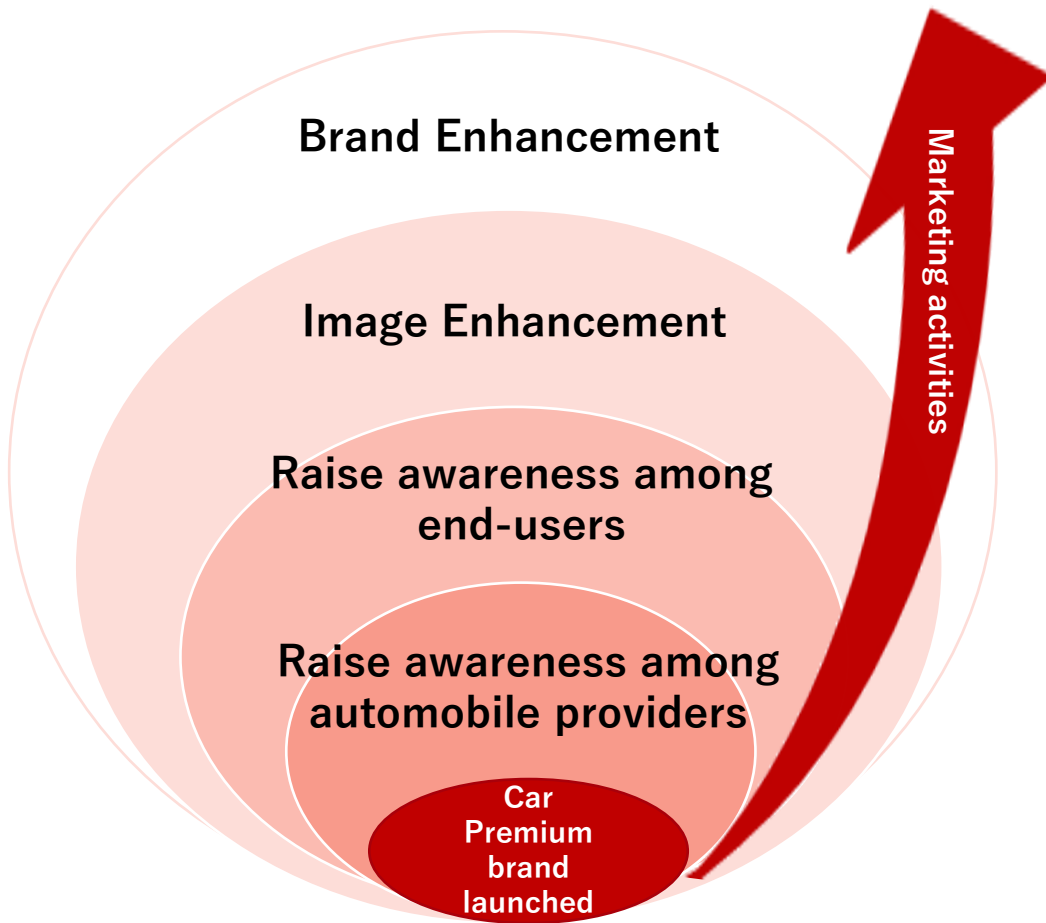 Brand Enhancement
Image Enhancement
Raise awareness among
end-users
Raise awareness among
automobile providers
Car
Premium
brand
launched
Marketing activities